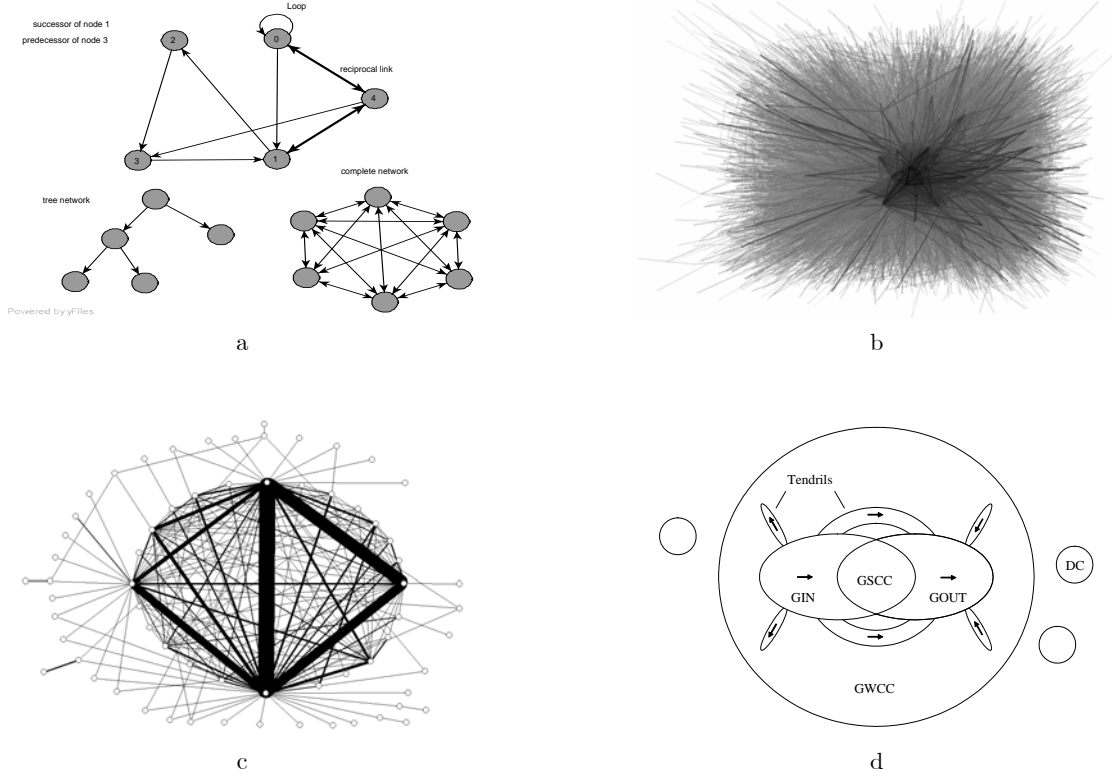 Loop
successor of node 1
predecessor of node 3
2
0
reciprocal link
4
3
1
complete network
tree network
Powered by yFiles
a
b
c
Tendrils
GSCC
GIN
GOUT
DC
GWCC
d